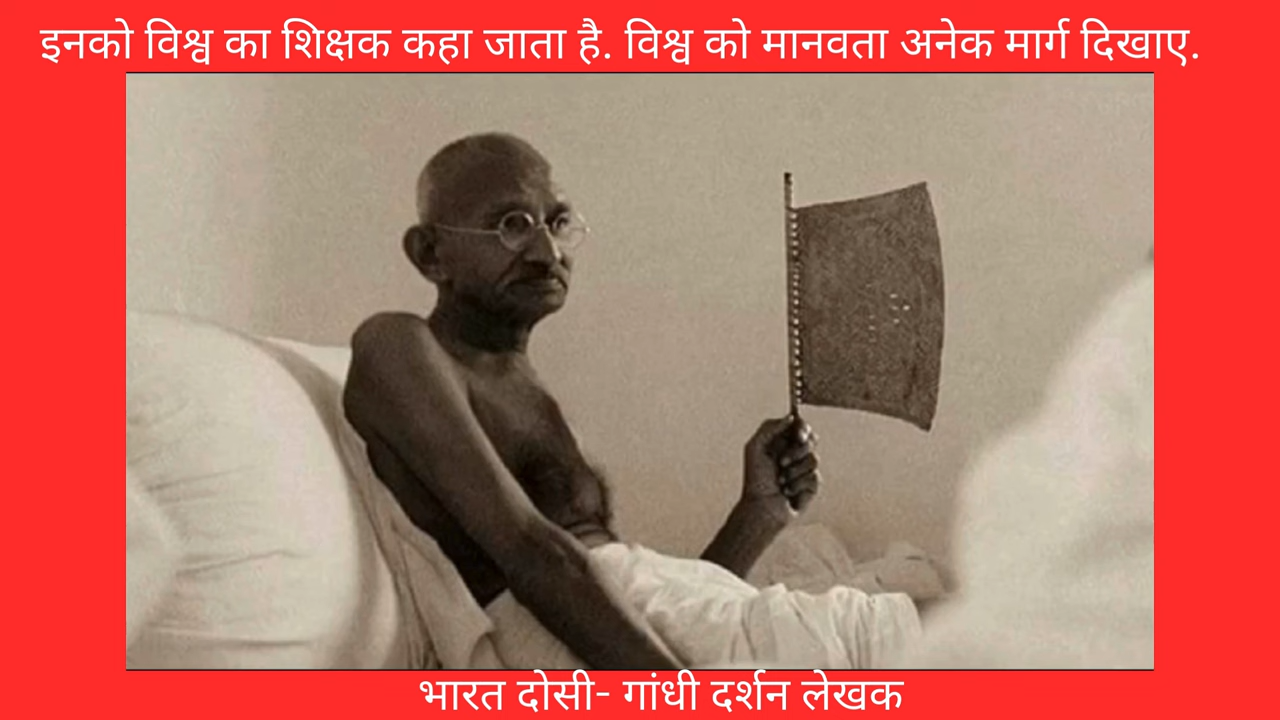 इनको विश्व का शिक्षक कहा जाता है. विश्व को मानवता अनेक मार्ग दिखाए.
भारत दोसी- गांधी दर्शन लेखक